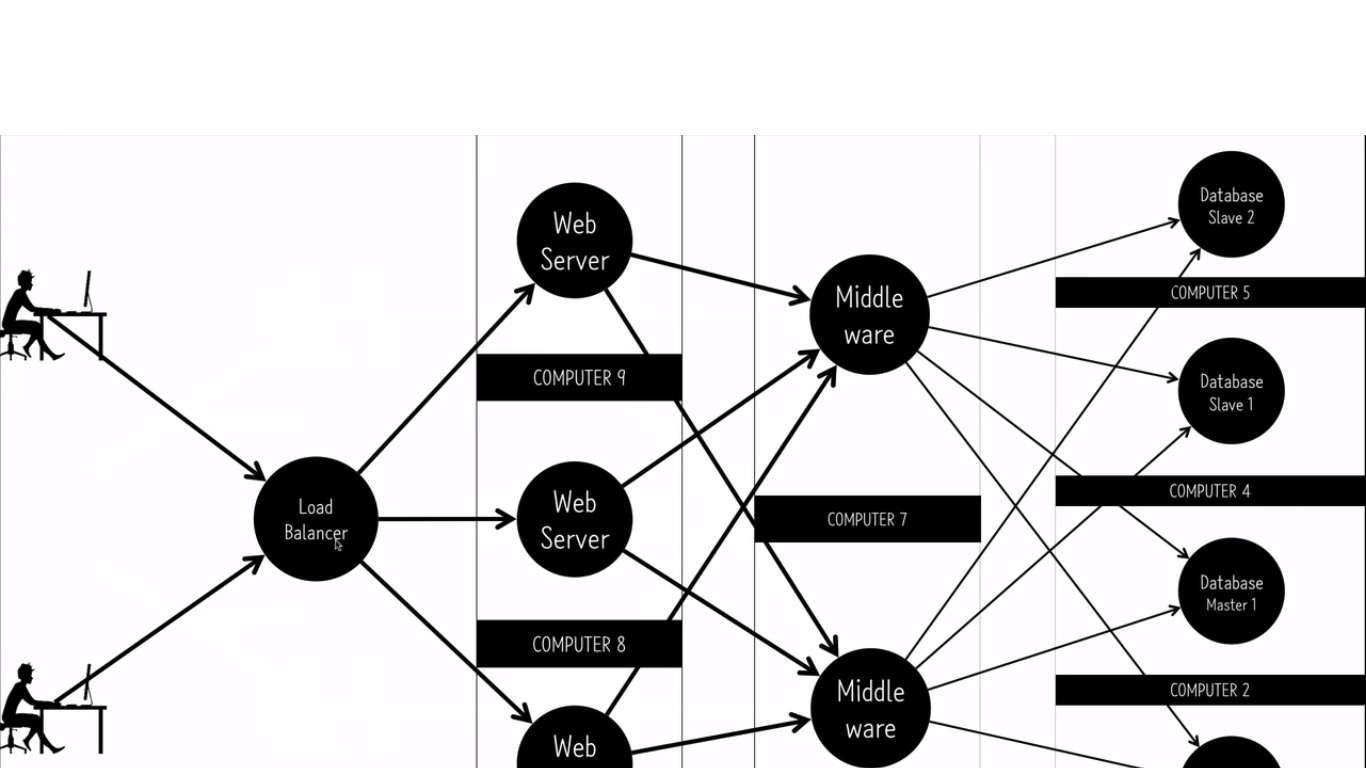 Load
Balancer
Web
Server
COMPUTER 9
Web
Server
COMPUTER 8
Web
Middle
ware
COMPUTER 7
Middle
ware
Database
Slave 2
COMPUTER 5
Database
Slave 1
COMPUTER 4
Database
Master 1
COMPUTER 2